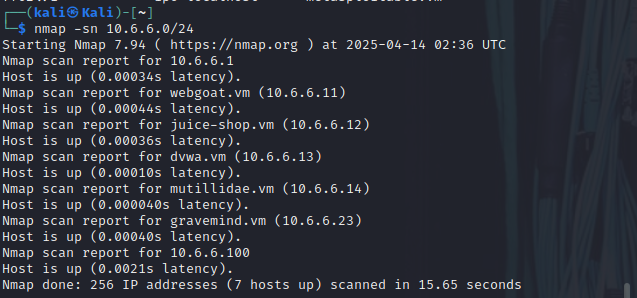 (kali㉿Kali)-[~]
$ nmap -sn 10.6.6.0/24
Starting Nmap 7.94 ( https://nmap.org ) at 2025-04-14 02:36 UTC
Nmap scan report for 10.6.6.1
Host is up (0.00034s latency).
Nmap scan report for webgoat.vm (10.6.6.11)
Host is up (0.00044s latency).
Nmap scan report for juice-shop.vm (10.6.6.12)
Host is up (0.00036s latency).
Nmap scan report for dvwa.vm (10.6.6.13)
Host is up (0.00010s latency).
Nmap scan report for mutillidae.vm (10.6.6.14)
Host is up (0.000040s latency).
Nmap scan report for gravemind.vm (10.6.6.23)
Host is up (0.00040s latency).
Nmap scan report for 10.6.6.100
Host is up (0.0021s latency).
Nmap done: 256 IP addresses (7 hosts up) scanned in 15.65 seconds